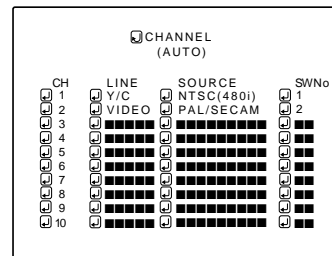 CHANNEL
(AUTO)
CH LINE SOURCE SWNo
1 Y/C NTSC(480i) 1
2 VIDEO PAL/SECAM 2
3
4
5
6
7
8
9
10